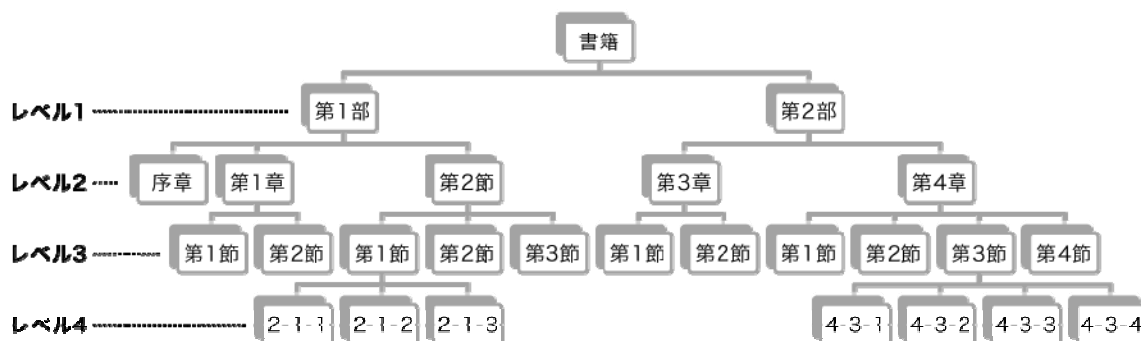 書籍
レベル1 第1部 第2部
レベル2 序章 第1章 第2節 第3章 第4章
レベル3 第1節 第2節 第1節 第2節 第3節 第1節 第2節 第1節 第2節 第3節 第4節
レベル4 2-1-1 2-1-2 2-1-3 4-3-1 4-3-2 4-3-3 4-3-4